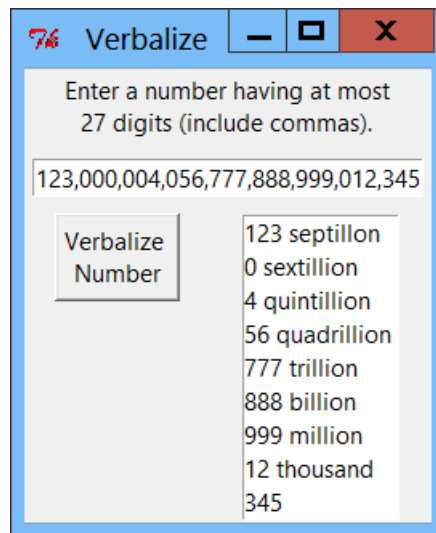 Verbalize
Enter a number having at most
27 digits (include commas).
123,000,004,056,777,888,999,012,345
Verbalize
Number
123 septillon
0 sextillion
4 quintillion
56 quadrillion
777 trillion
888 billion
999 million
12 thousand
345